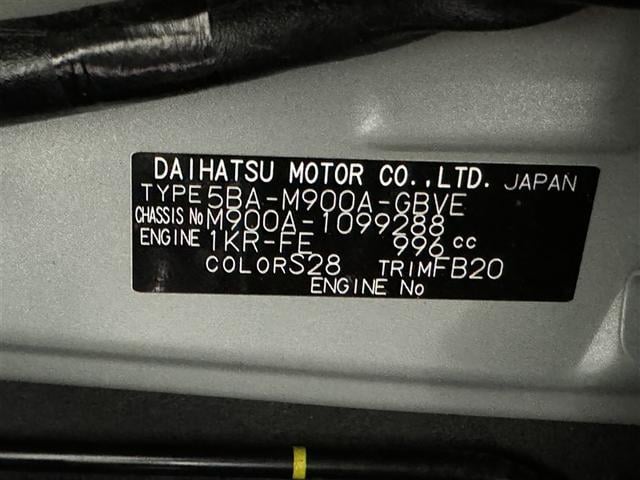 DAIHATSU MOTOR CO.,LTD. JAPAN
TYPE 5BA-M900A-GBVE
CHASSIS No M900A-1099288
ENGINE 1KR-FE 996 cc
COLOR S28 TRIM FB20
ENGINE No